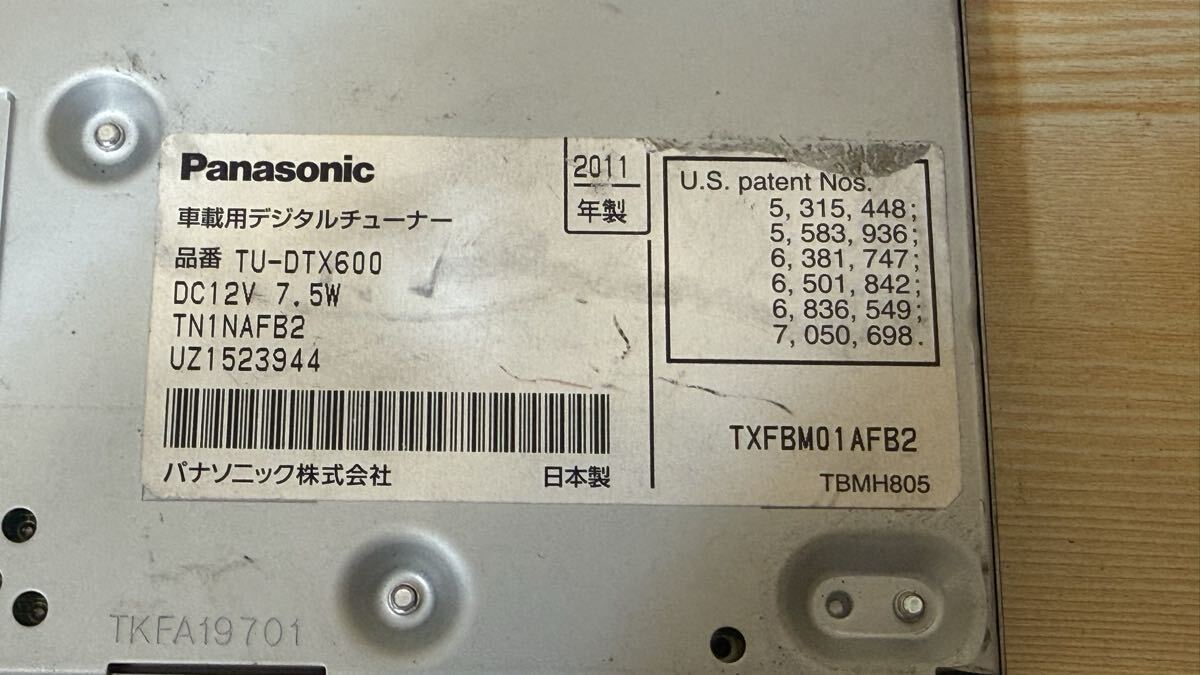 Panasonic
車載用デジタルチューナー
品番 TU-DTX600
DC12V 7.5W
TN1NAFB2
UZ1523944
パナソニック株式会社 日本製
2011
年製
U.S. patent Nos.
5, 315, 448;
5, 583, 936;
6, 381, 747;
6, 501, 842;
6, 836, 549;
7, 050, 698.
TXFBM01AFB2
TBMH805
TKFA19701